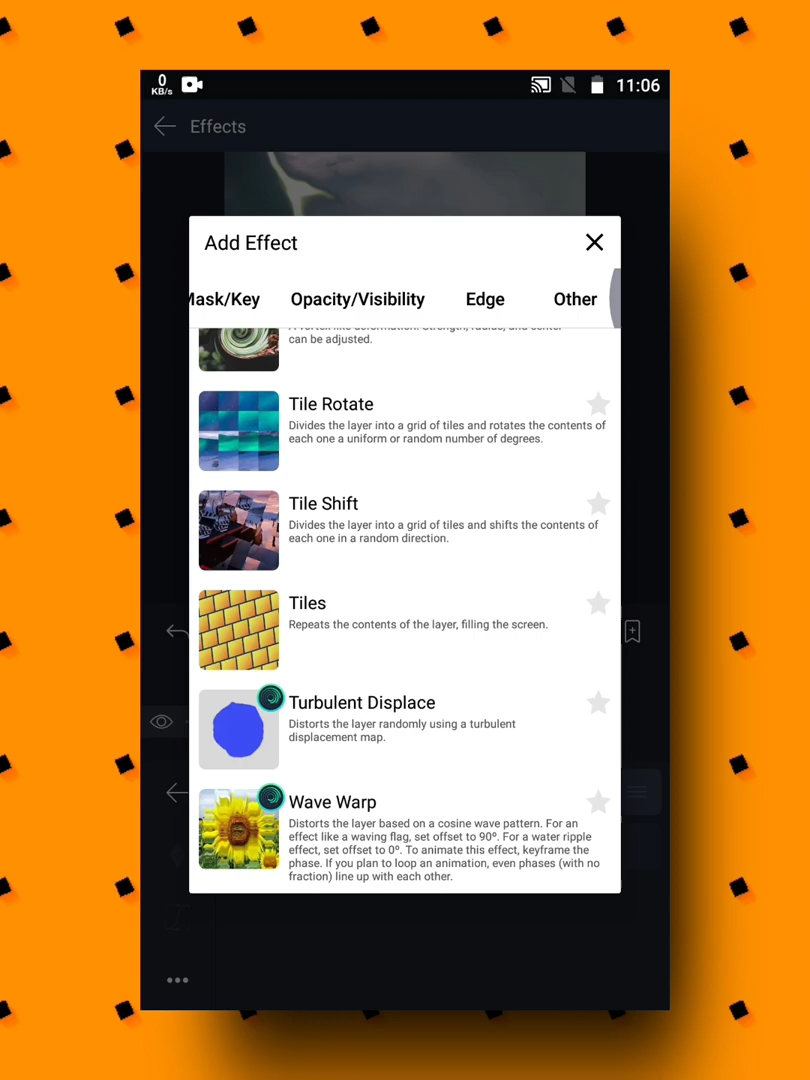 0
KB/s
11:06
Effects
Add Effect
Mask/Key
Opacity/Visibility
Edge
Other
can be adjusted.
Tile Rotate
Divides the layer into a grid of tiles and rotates the contents of
each one a uniform or random number of degrees.
Tile Shift
Divides the layer into a grid of tiles and shifts the contents of
each one in a random direction.
Tiles
Repeats the contents of the layer, filling the screen.
Turbulent Displace
Distorts the layer randomly using a turbulent
displacement map.
Wave Warp
Distorts the layer based on a cosine wave pattern. For an
effect like a waving flag, set offset to 90º. For a water ripple
effect, set offset to 0º. To animate this effect, keyframe the
phase. If you plan to loop an animation, even phases (with no
fraction) line up with each other.